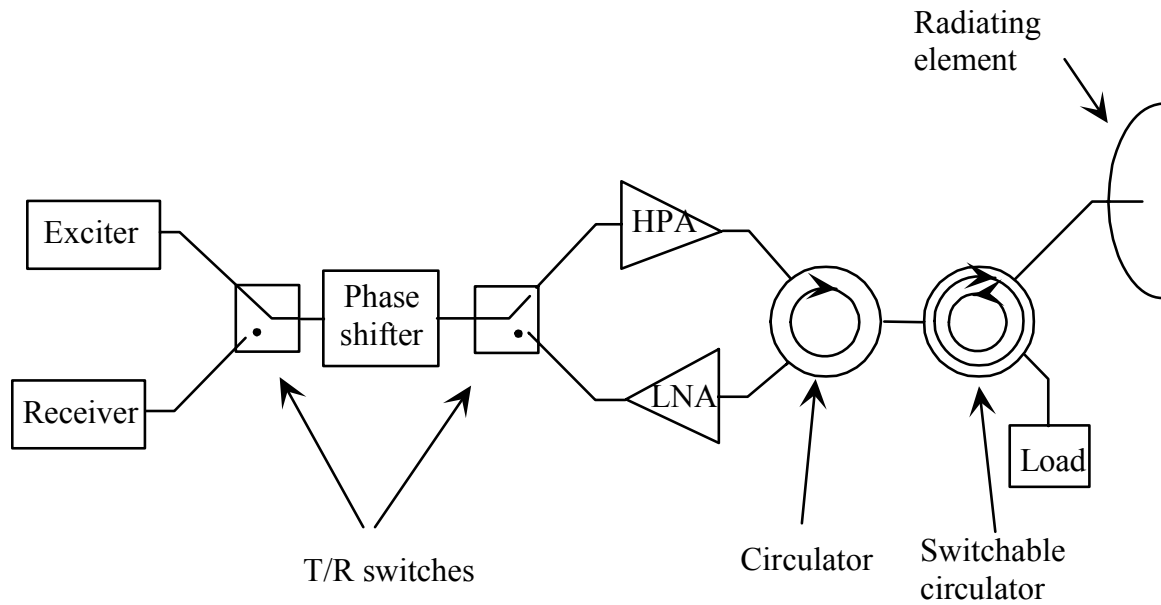 Radiating
element
Exciter
HPA
Phase
shifter
Receiver
LNA
Load
T/R switches
Circulator
Switchable
circulator